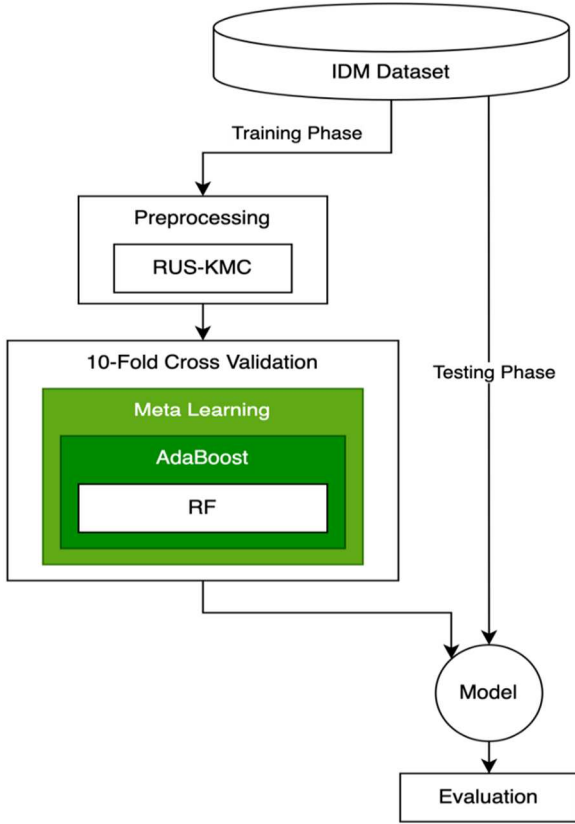 IDM Dataset
Training Phase
Preprocessing
RUS-KMC
10-Fold Cross Validation
Meta Learning
AdaBoost
RF
Testing Phase
Model
Evaluation